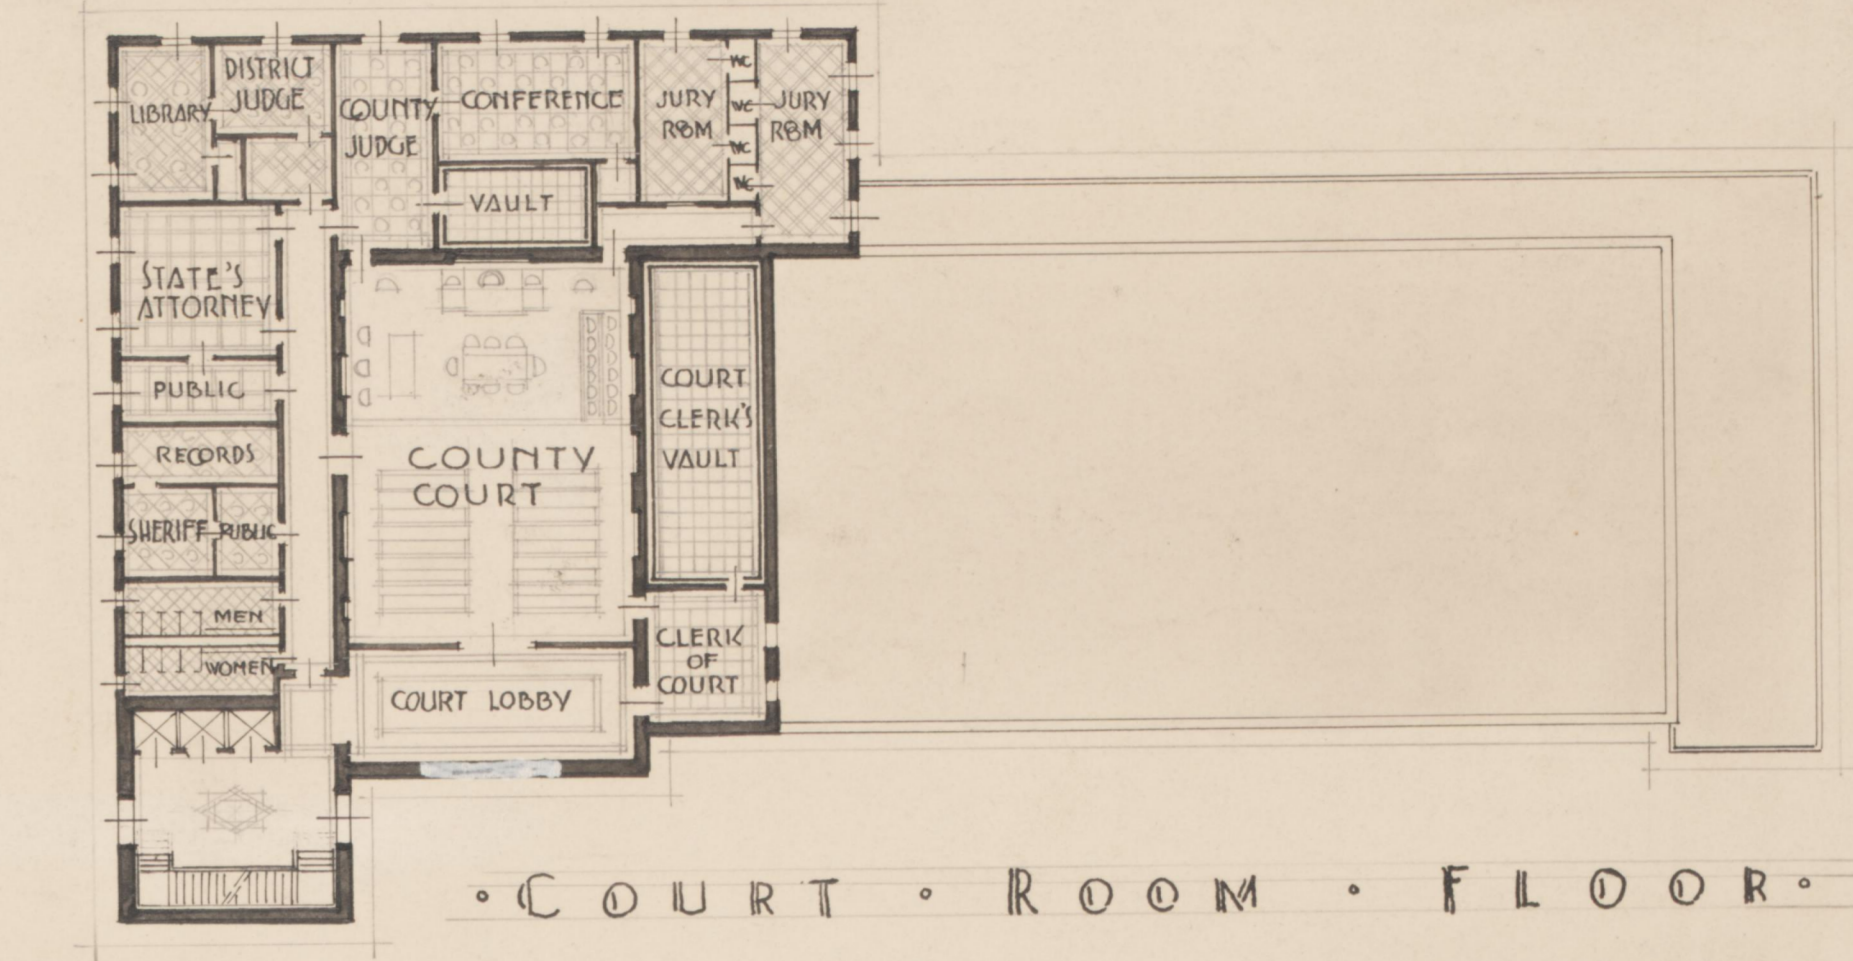 LIBRARY
DISTRICT
JUDGE
COUNTY
JUDGE
CONFERENCE
JURY
ROOM
WC
WC
WC
WC
JURY
ROOM
VAULT
STATE'S
ATTORNEY
PUBLIC
RECORDS
SHERIFF
PUBLIC
MEN
WOMEN
COUNTY
COURT
COURT
CLERK'S
VAULT
CLERK
OF
COURT
COURT LOBBY
· COURT · ROOM · FLOOR ·